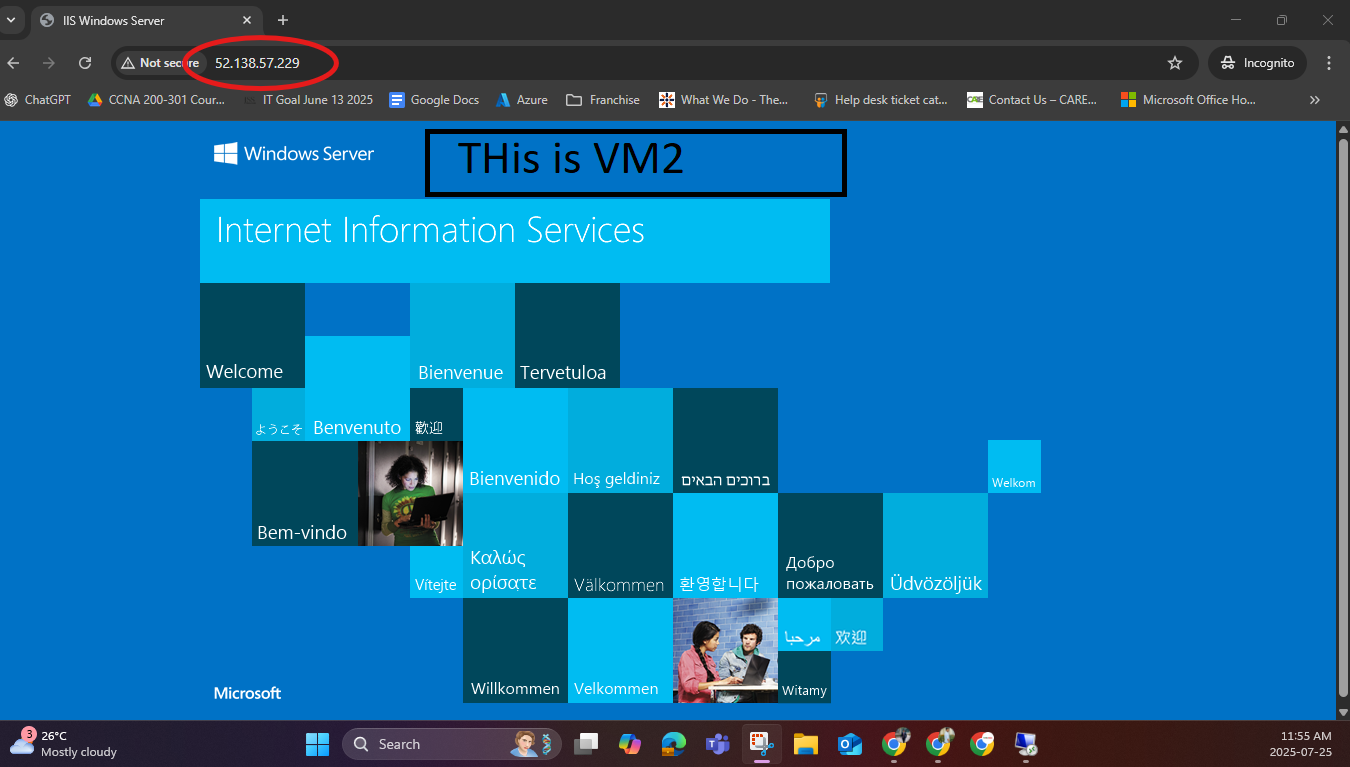 IIS Windows Server
Not secure
52.138.57.229
Incognito
ChatGPT
CCNA 200-301 Cour...
IT Goal June 13 2025
Google Docs
Azure
Franchise
What We Do - The...
Help desk ticket cat...
Contact Us – CARE...
Microsoft Office Ho...
»
Windows Server
THis is VM2
Internet Information Services
Welcome
Bienvenue
Tervetuloa
ようこそ
Benvenuto
歡迎
Bienvenido
Hoş geldiniz
ברוכים הבאים
Welkom
Bem-vindo
Vítejte
Καλώς
ορίσατε
Välkommen
환영합니다
Добро
пожаловать
Üdvözöljük
مرحبا
欢迎
Willkommen
Velkommen
Witamy
Microsoft
3
26°C
Mostly cloudy
Search
11:55 AM
2025-07-25